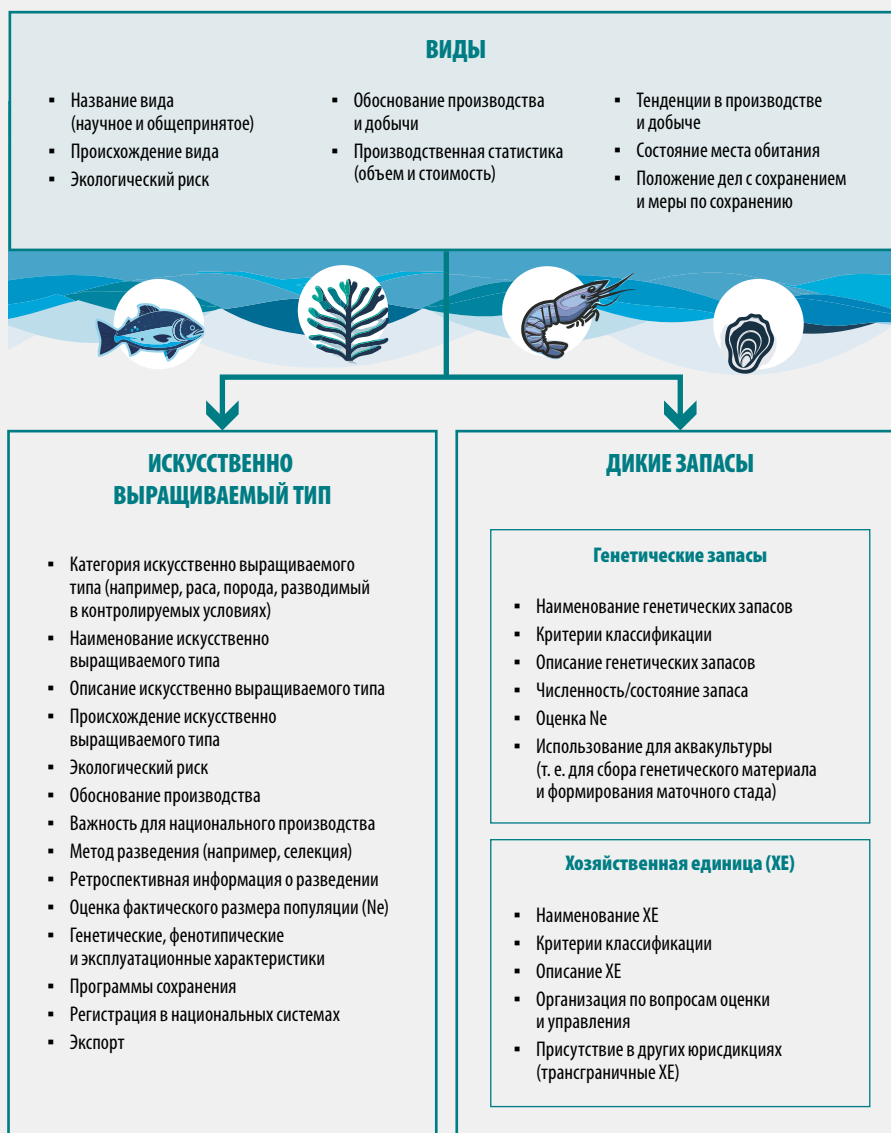 ВИДЫ
▪ Название вида
(научное и общепринятое)
▪ Происхождение вида
▪ Экологический риск
▪ Обоснование производства
и добычи
▪ Производственная статистика
(объем и стоимость)
▪ Тенденции в производстве
и добыче
▪ Состояние места обитания
▪ Положение дел с сохранением
и меры по сохранению
ИСКУССТВЕННО
ВЫРАЩИВАЕМЫЙ ТИП
▪ Категория искусственно выращиваемого
типа (например, раса, порода, разводимый
в контролируемых условиях)
▪ Наименование искусственно
выращиваемого типа
▪ Описание искусственно выращиваемого типа
▪ Происхождение искусственно
выращиваемого типа
▪ Экологический риск
▪ Обоснование производства
▪ Важность для национального производства
▪ Метод разведения (например, селекция)
▪ Ретроспективная информация о разведении
▪ Оценка фактического размера популяции (Ne)
▪ Генетические, фенотипические
и эксплуатационные характеристики
▪ Программы сохранения
▪ Регистрация в национальных системах
▪ Экспорт
ДИКИЕ ЗАПАСЫ
Генетические запасы
▪ Наименование генетических запасов
▪ Критерии классификации
▪ Описание генетических запасов
▪ Численность/состояние запаса
▪ Оценка Ne
▪ Использование для аквакультуры
(т. е. для сбора генетического материала
и формирования маточного стада)
Хозяйственная единица (ХЕ)
▪ Наименование ХЕ
▪ Критерии классификации
▪ Описание ХЕ
▪ Организация по вопросам оценки
и управления
▪ Присутствие в других юрисдикциях
(трансграничные ХЕ)